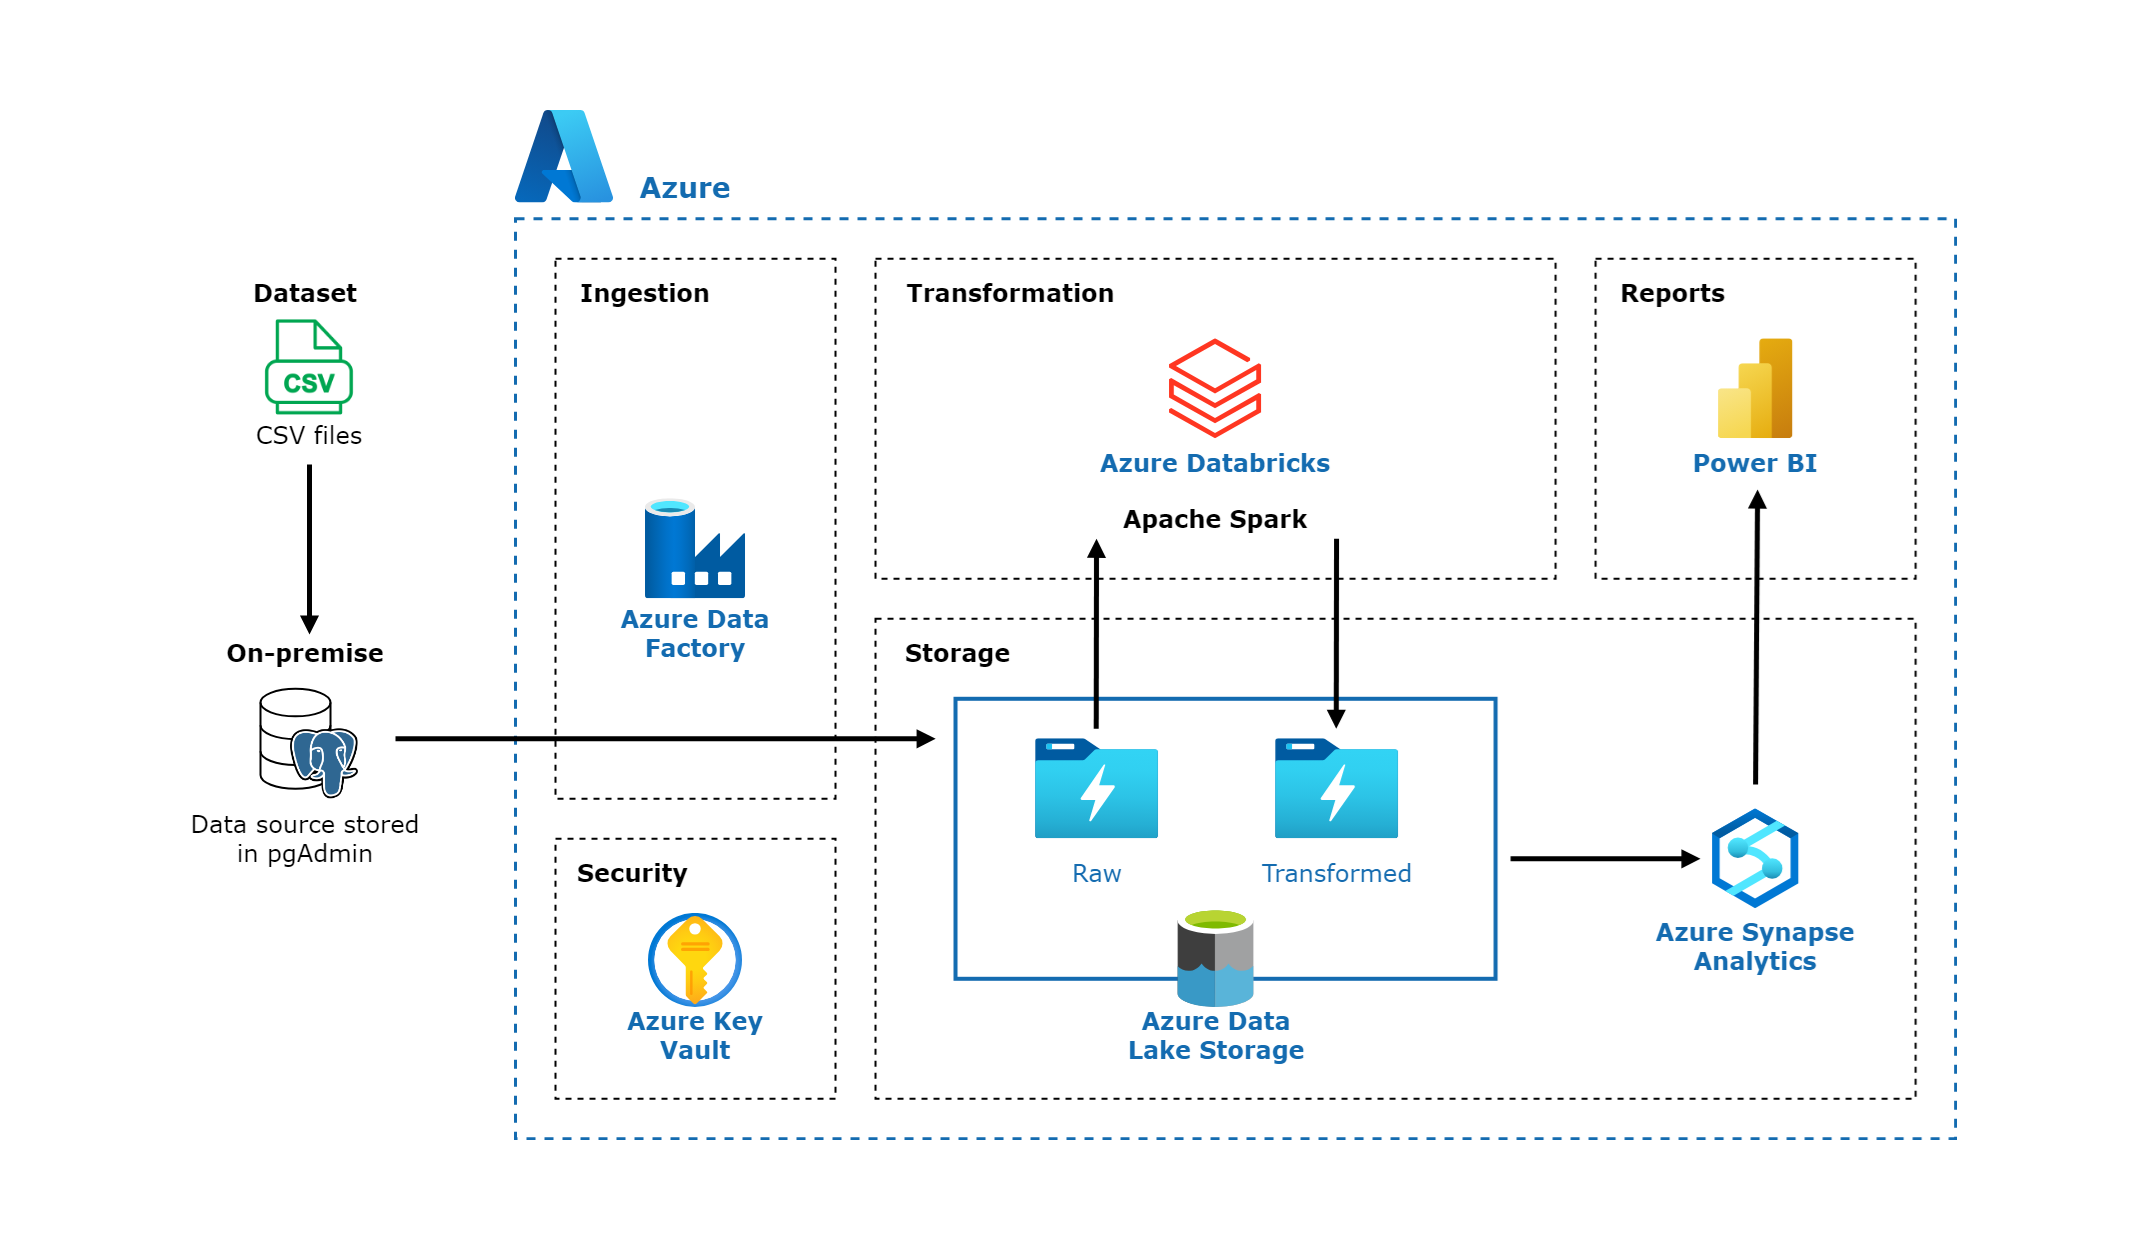 Azure
Dataset
CSV
CSV files
On-premise
Data source stored
in pgAdmin
Ingestion
Azure Data
Factory
Security
Azure Key
Vault
Transformation
Azure Databricks
Apache Spark
Reports
Power BI
Storage
Raw
Transformed
Azure Data
Lake Storage
Azure Synapse
Analytics